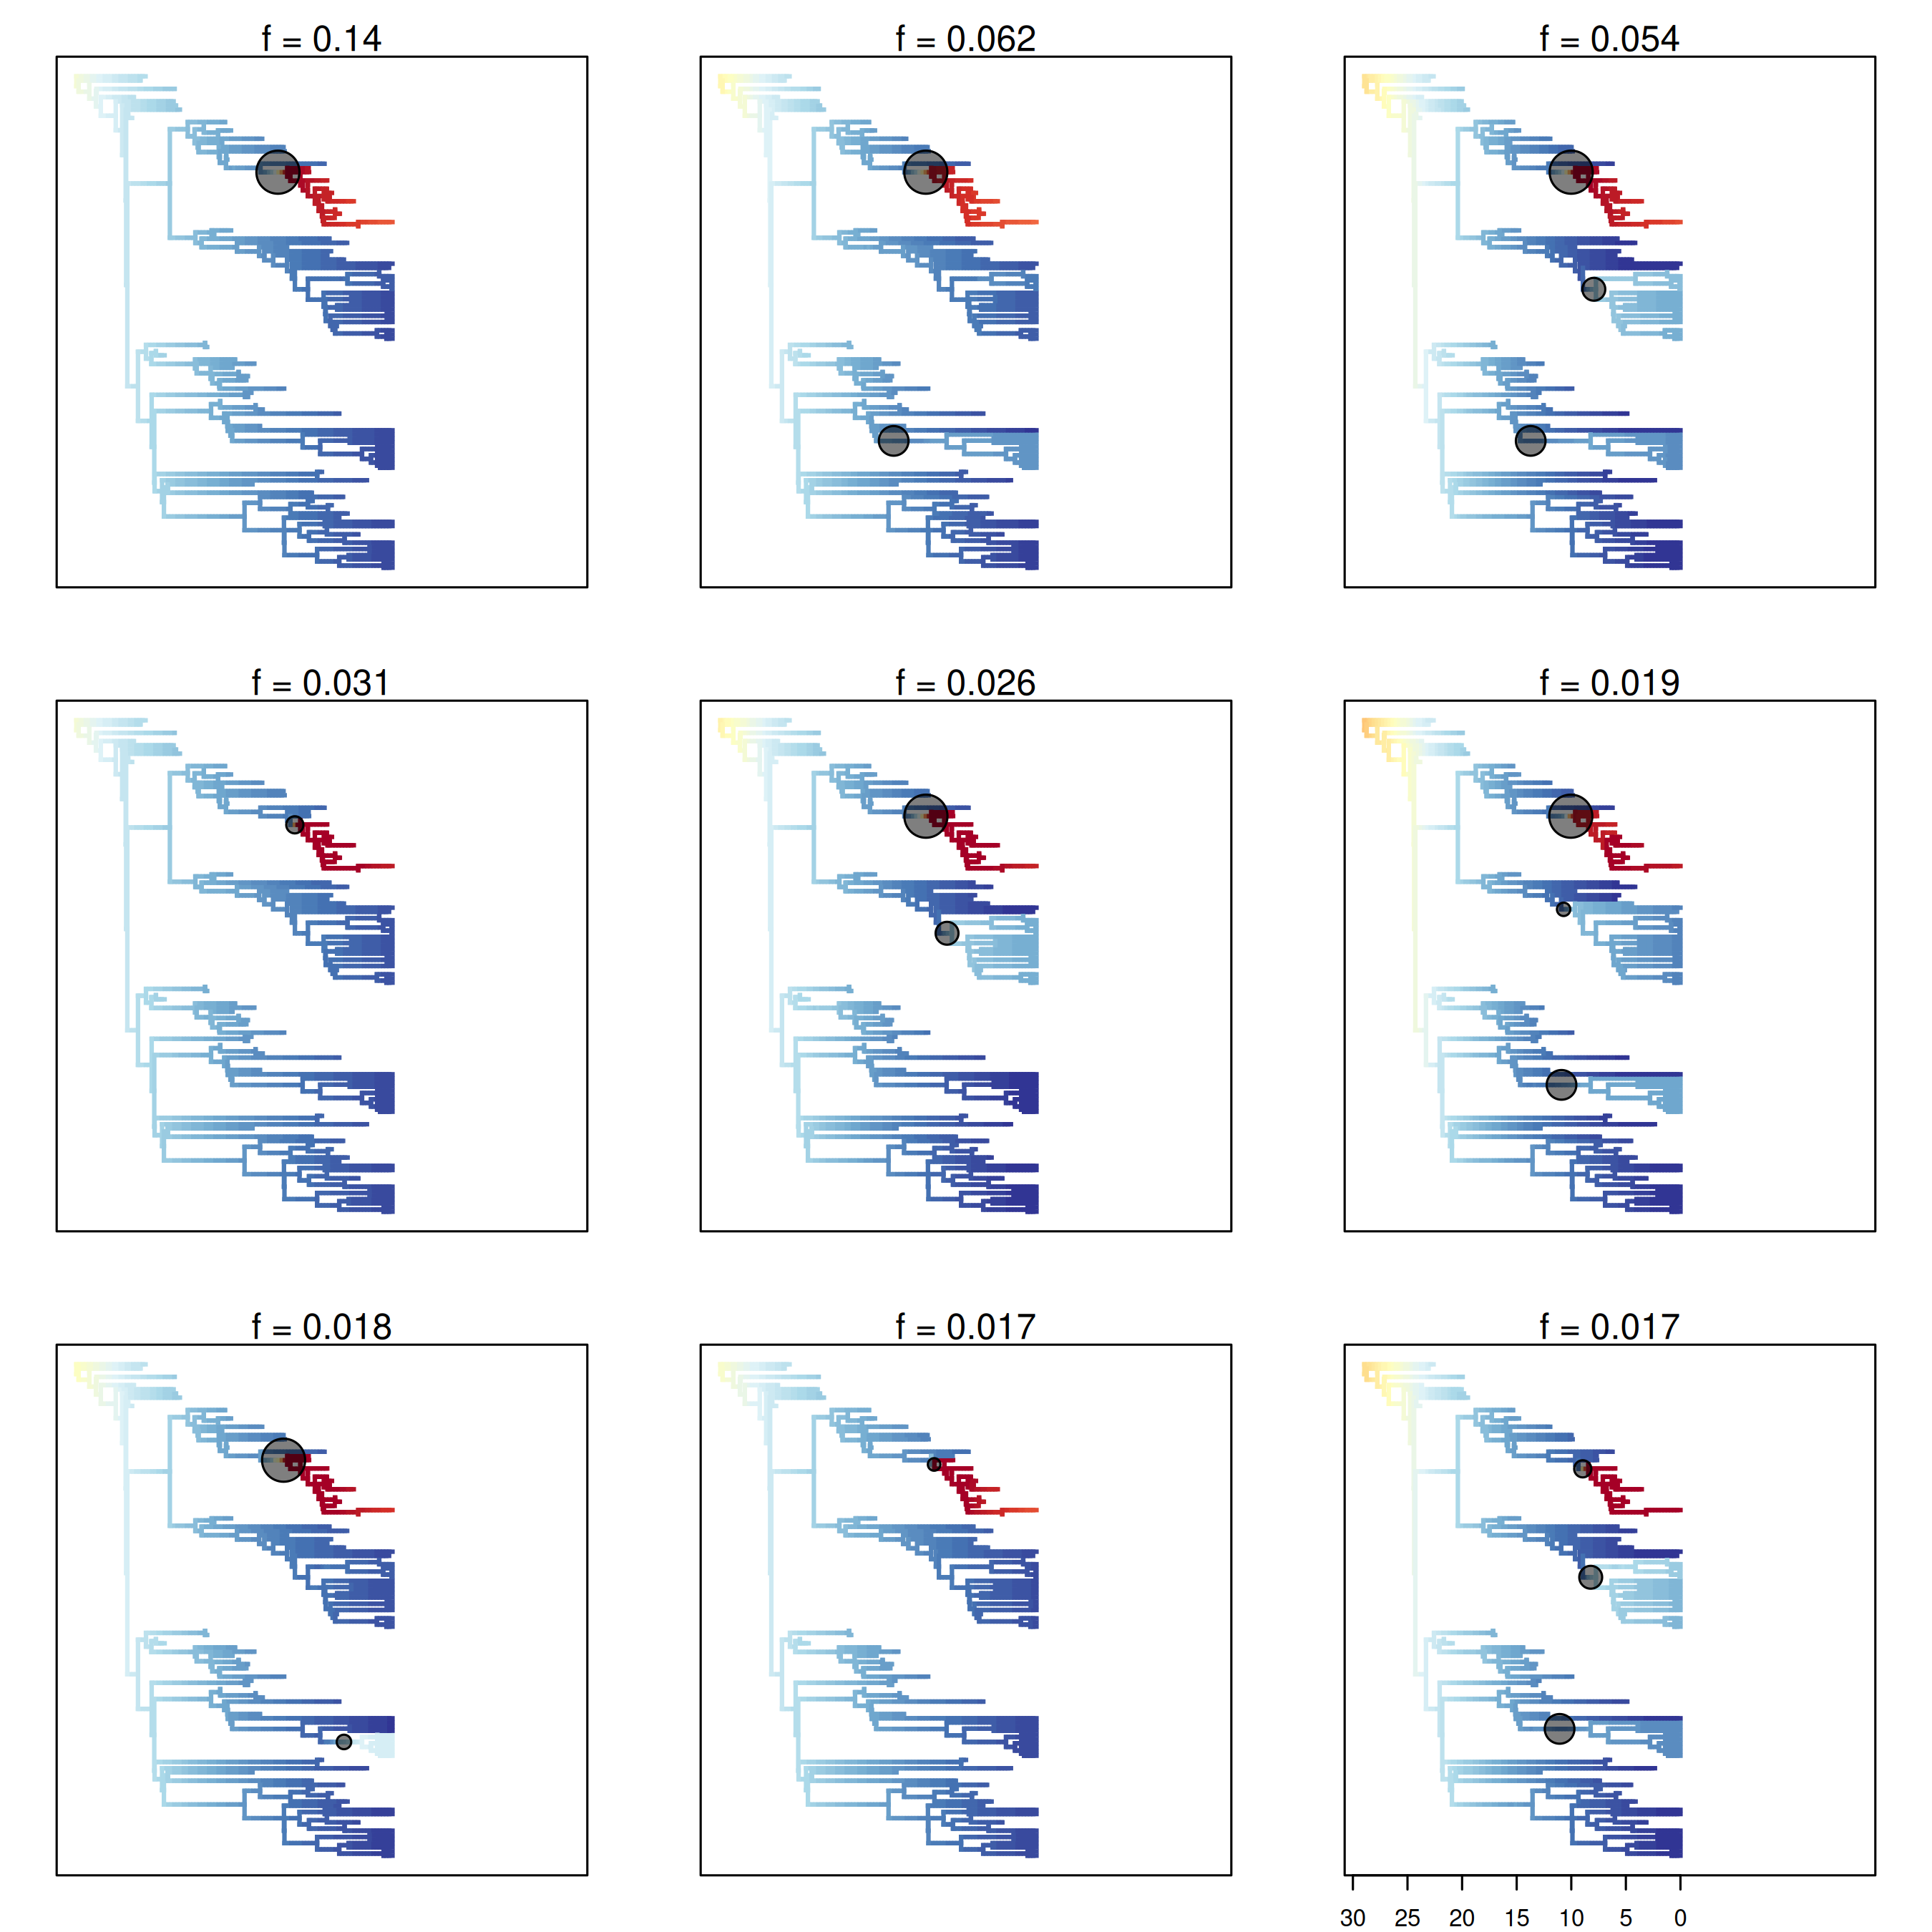 f = 0.14
f = 0.062
f = 0.054
f = 0.031
f = 0.026
f = 0.019
f = 0.018
f = 0.017
f = 0.017
30 25 20 15 10 5 0